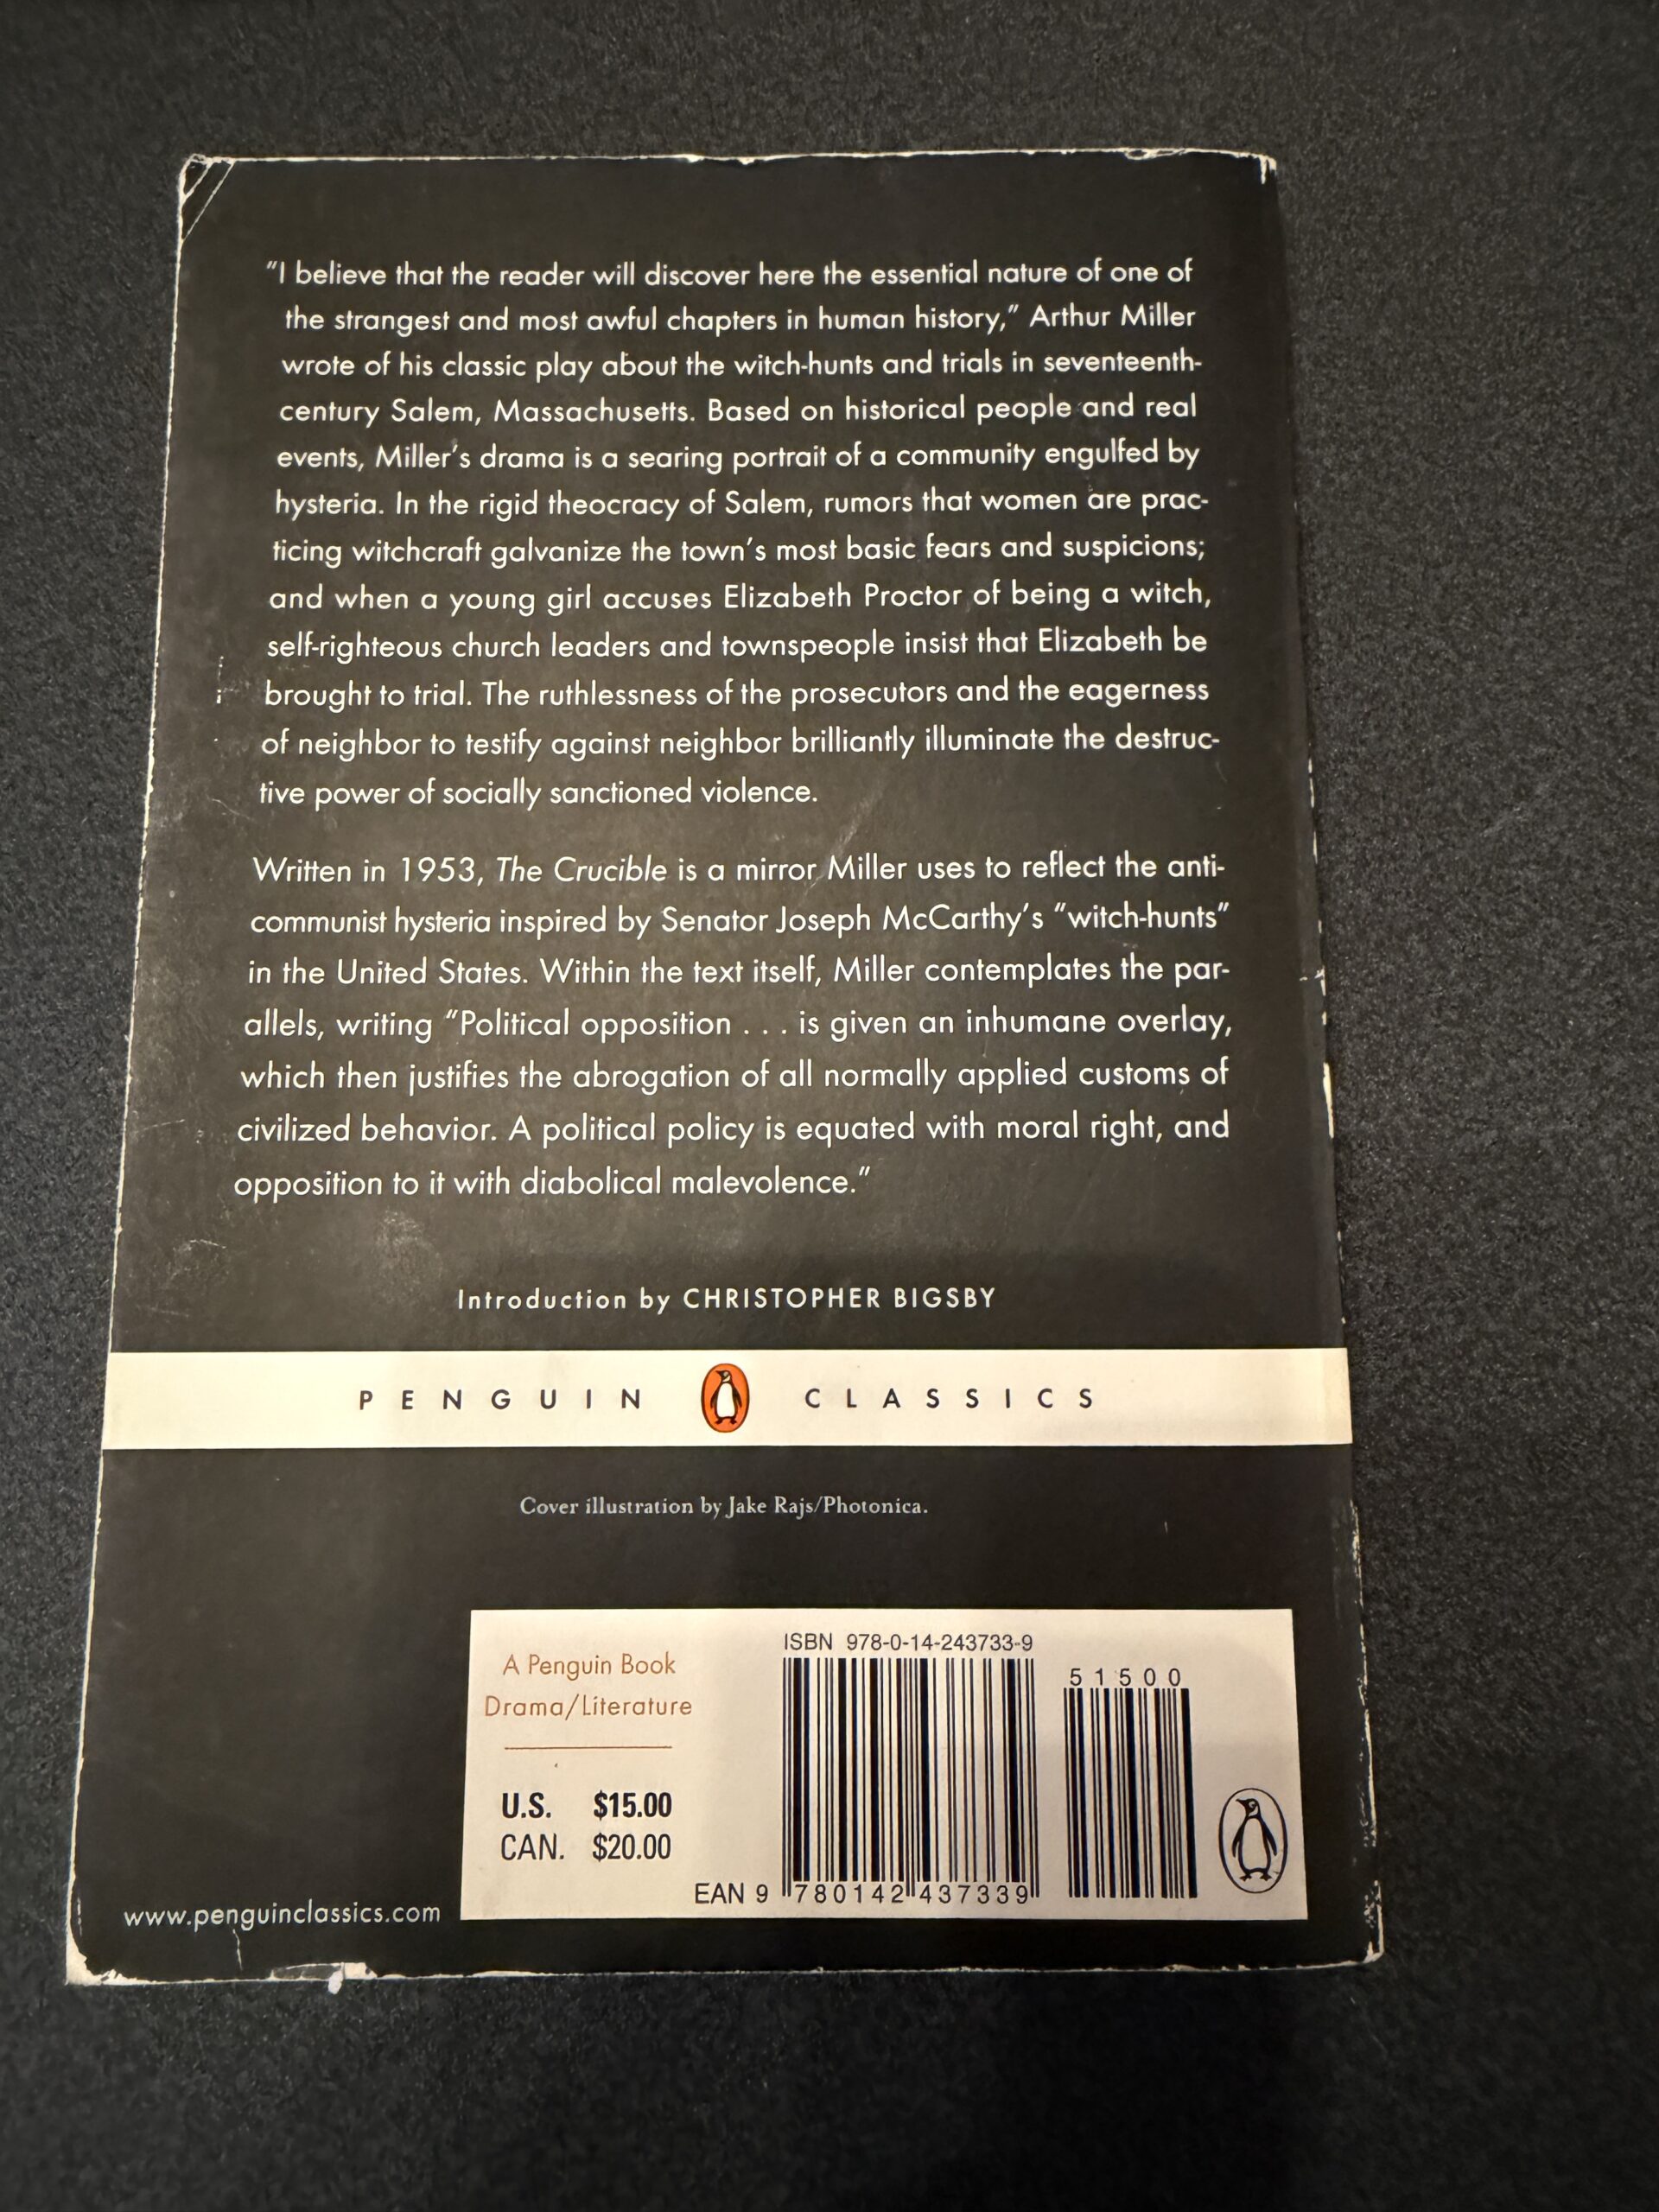 “I believe that the reader will discover here the essential nature of one of
the strangest and most awful chapters in human history,” Arthur Miller
wrote of his classic play about the witch-hunts and trials in seventeenth-
century Salem, Massachusetts. Based on historical people and real
events, Miller’s drama is a searing portrait of a community engulfed by
hysteria. In the rigid theocracy of Salem, rumors that women are prac-
ticing witchcraft galvanize the town’s most basic fears and suspicions;
and when a young girl accuses Elizabeth Proctor of being a witch,
self-righteous church leaders and townspeople insist that Elizabeth be
brought to trial. The ruthlessness of the prosecutors and the eagerness
of neighbor to testify against neighbor brilliantly illuminate the destruc-
tive power of socially sanctioned violence.
Written in 1953, The Crucible is a mirror Miller uses to reflect the anti-
communist hysteria inspired by Senator Joseph McCarthy’s “witch-hunts”
in the United States. Within the text itself, Miller contemplates the par-
allels, writing “Political opposition . . . is given an inhumane overlay,
which then justifies the abrogation of all normally applied customs of
civilized behavior. A political policy is equated with moral right, and
opposition to it with diabolical malevolence.”
Introduction by CHRISTOPHER BIGSBY
PENGUIN CLASSICS
Cover illustration by Jake Rajs/Photonica.
A Penguin Book
Drama/Literature
U.S. $15.00
CAN. $20.00
ISBN 978-0-14-243733-9
51500
EAN 9 780142 437339
www.penguinclassics.com